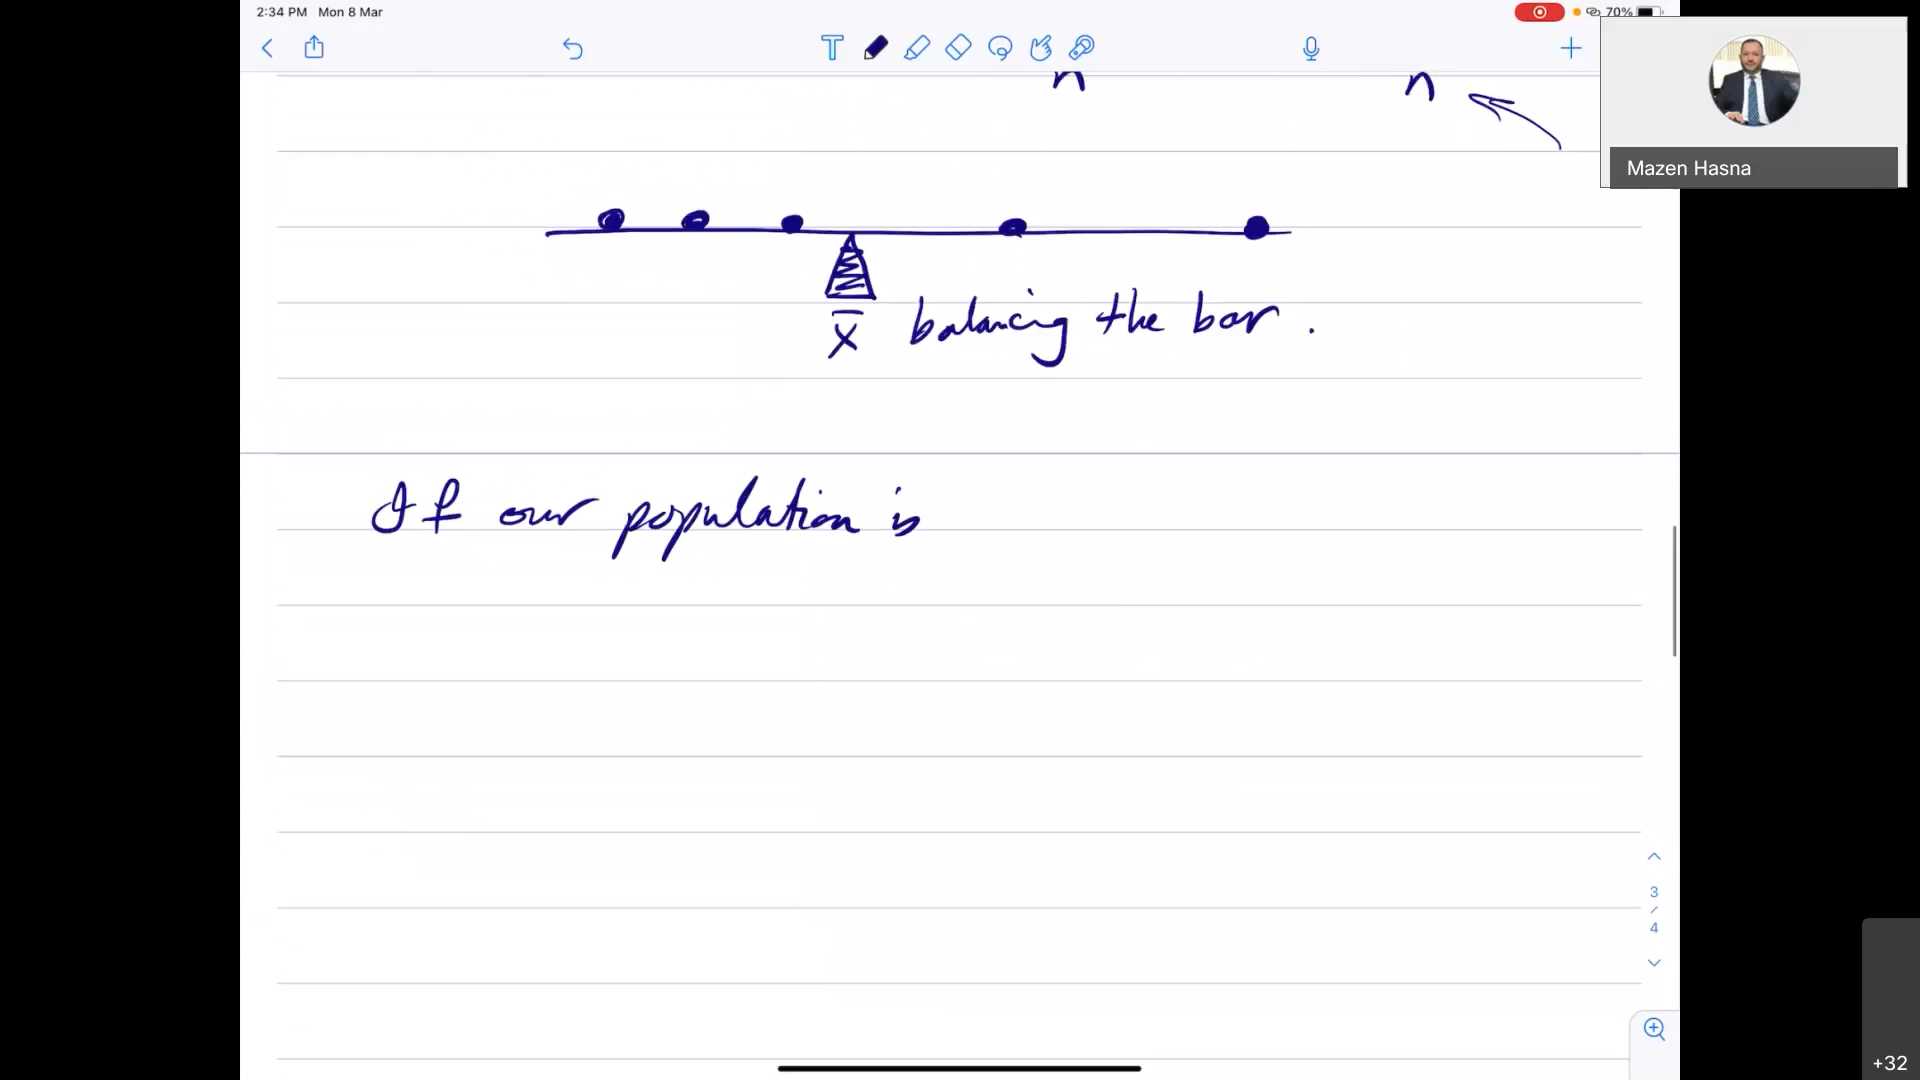 2:34 PM Mon 8 Mar
70%
T
n n
Mazen Hasna
x̄ balancing the bar .
If our population is
3
/
4
+32